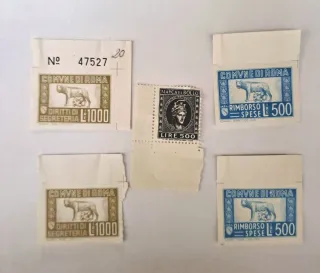 Nº 47527
20
COMVNE DI ROMA
DIRITTI DI SEGRETERIA L.1000
MARCA DA BOLLO
LIRE 500
COMVNE DI ROMA
RIMBORSO SPESE L.500
COMVNE DI ROMA
DIRITTI DI SEGRETERIA L.1000
COMVNE DI ROMA
RIMBORSO SPESE L.500